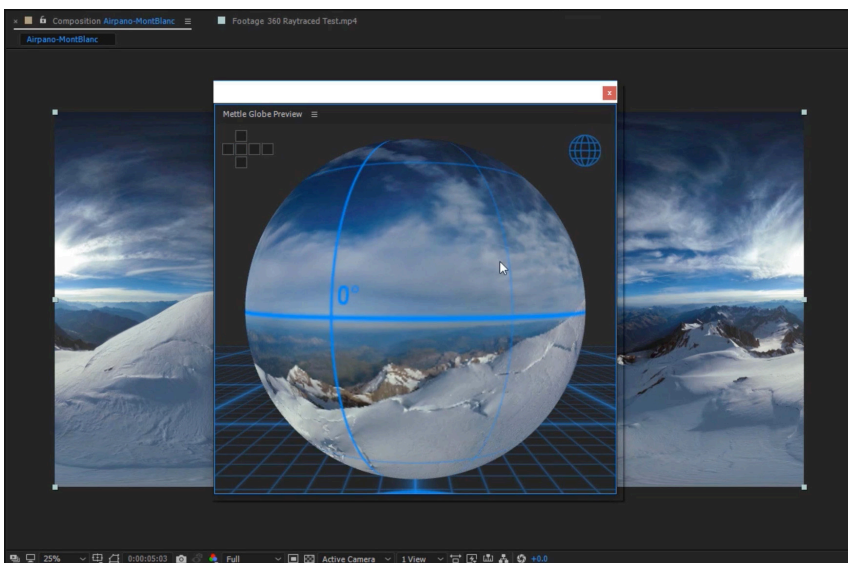 Composition Airpano-MontBlanc
Footage 360 Raytraced Test.mp4
Airpano-MontBlanc
x
Mettle Globe Preview
0°
25%
0:00:05:03
Full
Active Camera
1 View
+0.0